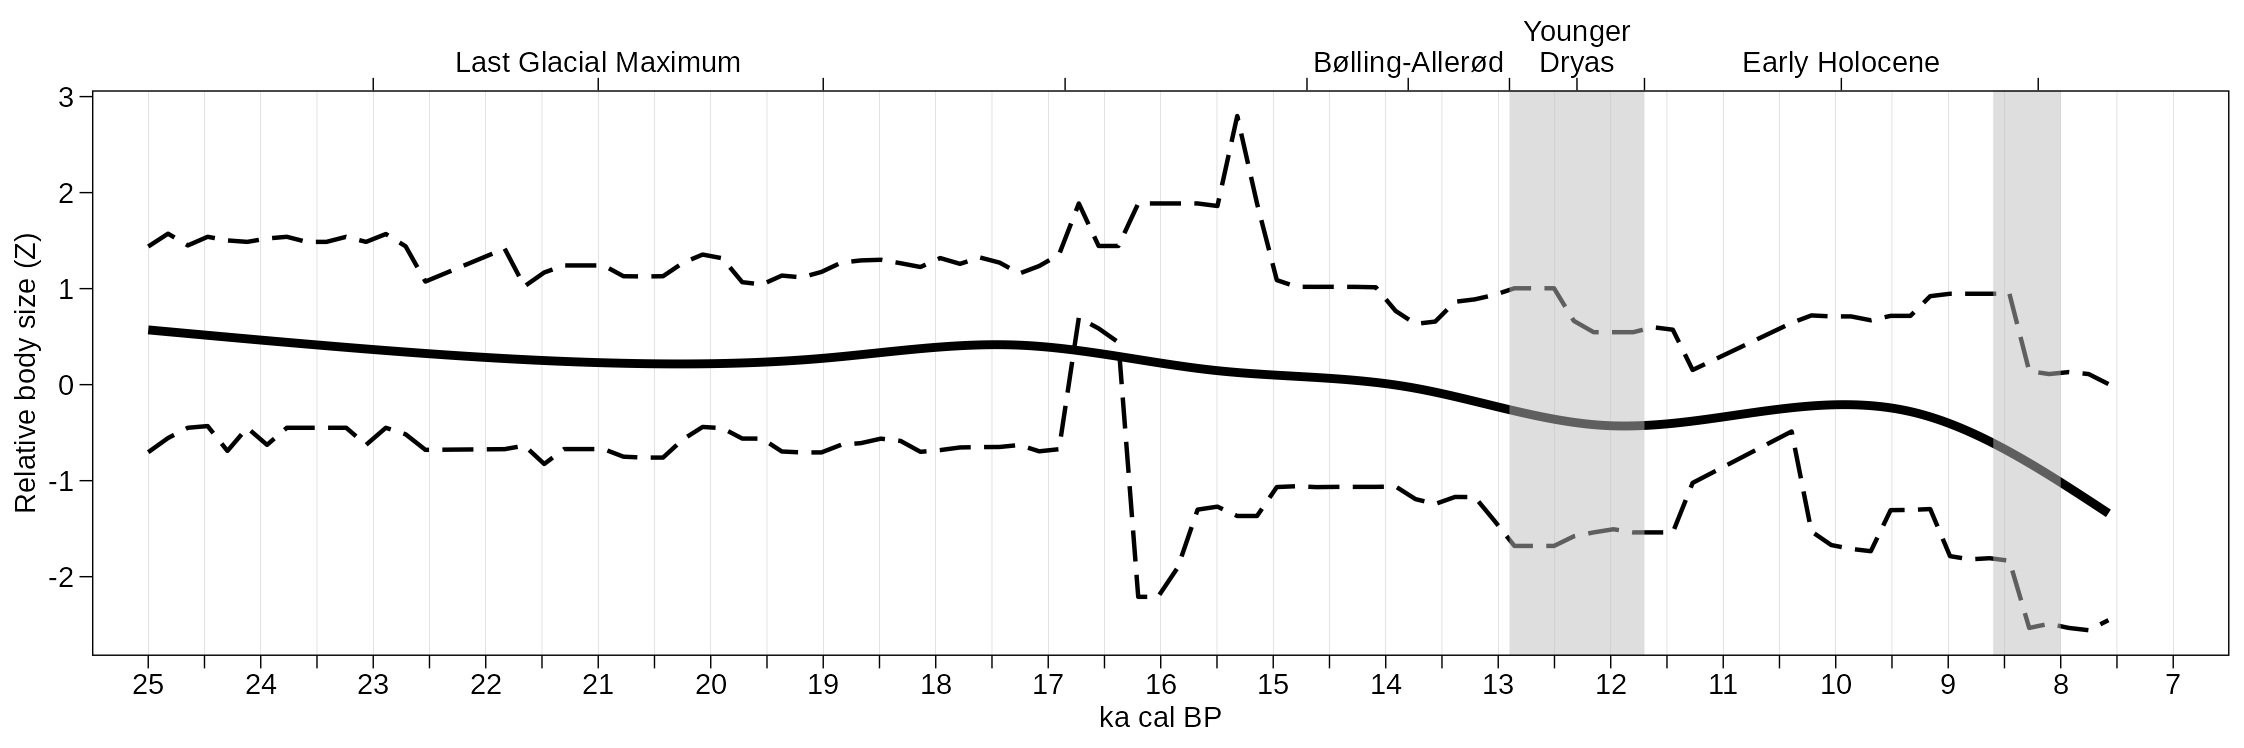 Younger
Last Glacial Maximum Bølling-Allerød Dryas Early Holocene
3
2
1
0
-1
-2
Relative body size (Z)
25 24 23 22 21 20 19 18 17 16 15 14 13 12 11 10 9 8 7
ka cal BP